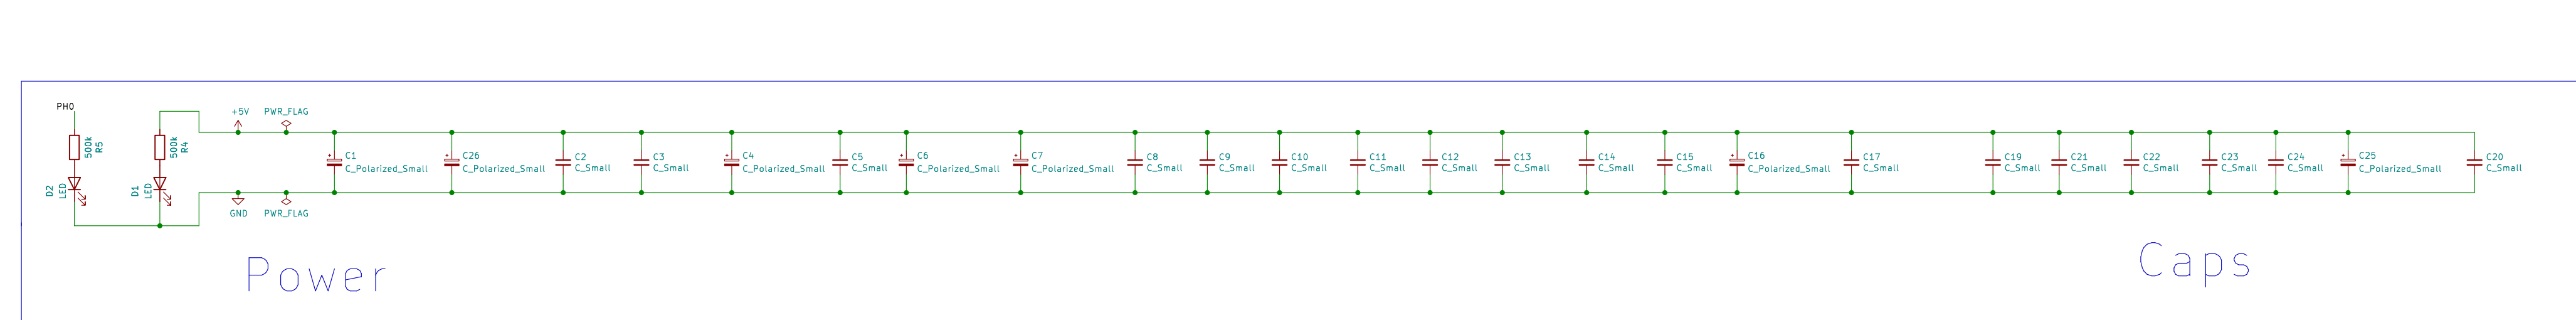 PH0
+5V
PWR_FLAG
500k
R5
500k
R4
D2
LED
D1
LED
GND
PWR_FLAG
C1
C_Polarized_Small
C26
C_Polarized_Small
C2
C_Small
C3
C_Small
C4
C_Polarized_Small
C5
C_Small
C6
C_Polarized_Small
C7
C_Polarized_Small
C8
C_Small
C9
C_Small
C10
C_Small
C11
C_Small
C12
C_Small
C13
C_Small
C14
C_Small
C15
C_Small
C16
C_Polarized_Small
C17
C_Small
C19
C_Small
C21
C_Small
C22
C_Small
C23
C_Small
C24
C_Small
C25
C_Polarized_Small
C20
C_Small
Power
Caps